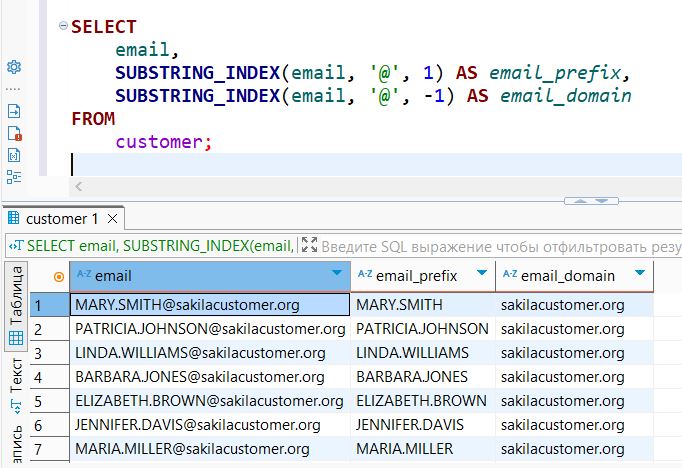 SELECT
email,
SUBSTRING_INDEX(email, '@', 1) AS email_prefix,
SUBSTRING_INDEX(email, '@', -1) AS email_domain
FROM
customer;
customer 1
SELECT email, SUBSTRING_INDEX(email, Введите SQL выражение чтобы отфильтровать резу
Таблица
Текст
апись
A-Z email A-Z email_prefix A-Z email_domain
1 MARY.SMITH@sakilacustomer.org MARY.SMITH sakilacustomer.org
2 PATRICIA.JOHNSON@sakilacustomer.org PATRICIA.JOHNSON sakilacustomer.org
3 LINDA.WILLIAMS@sakilacustomer.org LINDA.WILLIAMS sakilacustomer.org
4 BARBARA.JONES@sakilacustomer.org BARBARA.JONES sakilacustomer.org
5 ELIZABETH.BROWN@sakilacustomer.org ELIZABETH.BROWN sakilacustomer.org
6 JENNIFER.DAVIS@sakilacustomer.org JENNIFER.DAVIS sakilacustomer.org
7 MARIA.MILLER@sakilacustomer.org MARIA.MILLER sakilacustomer.org